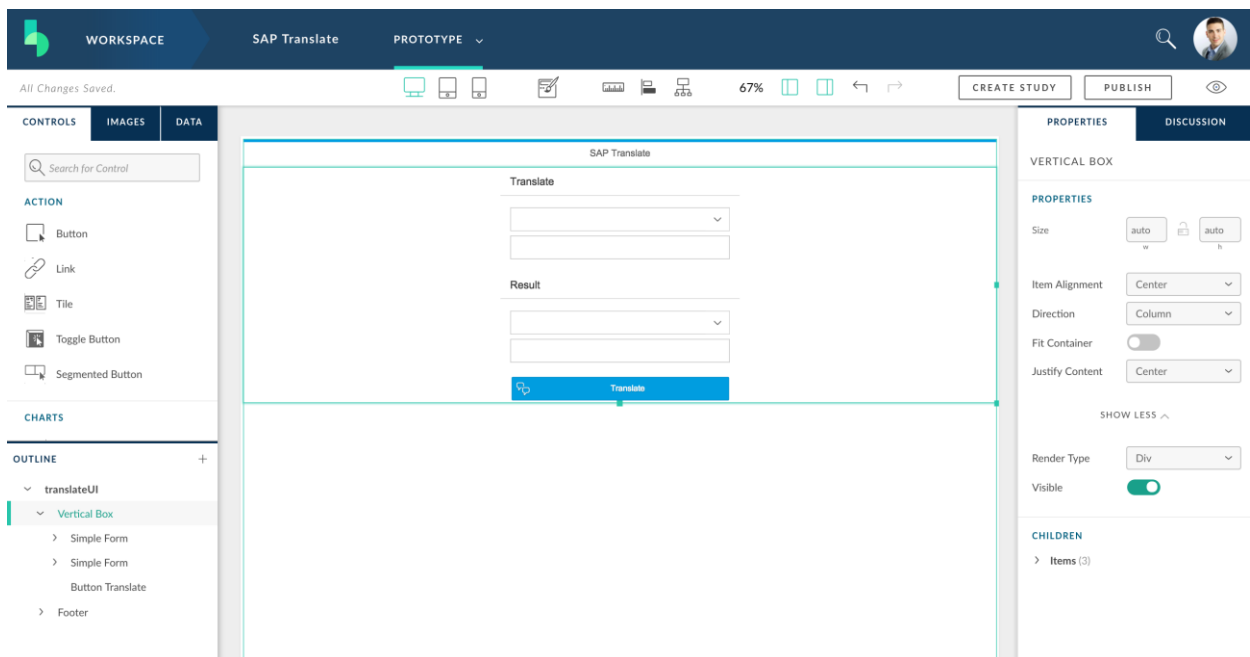 WORKSPACE
SAP Translate
PROTOTYPE
All Changes Saved.
67%
CREATE STUDY
PUBLISH
CONTROLS
IMAGES
DATA
Search for Control
ACTION
Button
Link
Tile
Toggle Button
Segmented Button
CHARTS
OUTLINE
+
translateUI
Vertical Box
Simple Form
Simple Form
Button Translate
Footer
SAP Translate
Translate
Result
Translate
PROPERTIES
DISCUSSION
VERTICAL BOX
PROPERTIES
Size
auto
auto
w
h
Item Alignment
Center
Direction
Column
Fit Container
Justify Content
Center
SHOW LESS
Render Type
Div
Visible
CHILDREN
Items (3)